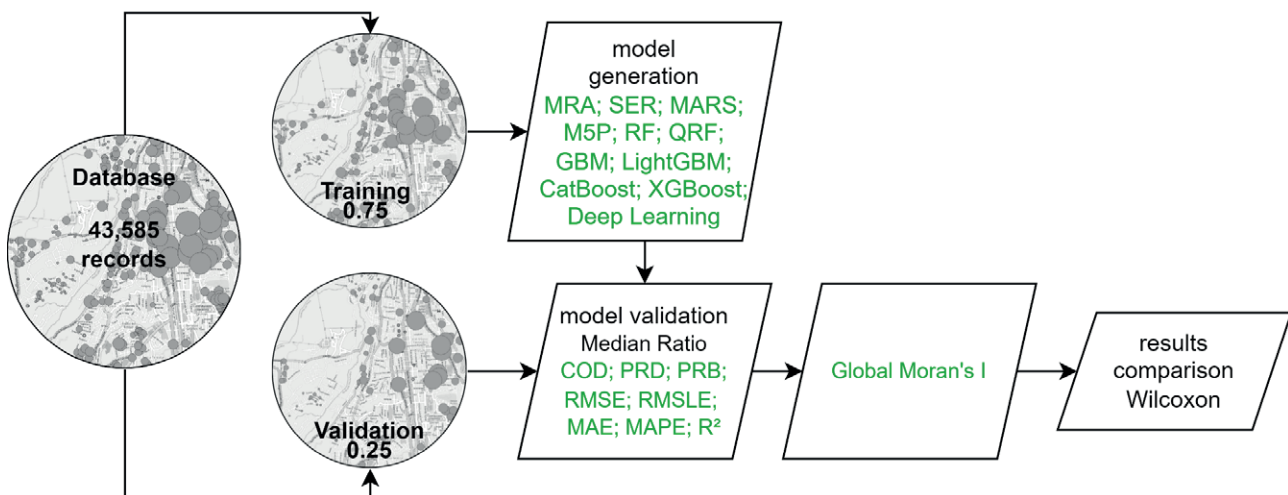 Database
43,585
records
Training
0.75
model
generation
MRA; SER; MARS;
M5P; RF; QRF;
GBM; LightGBM;
CatBoost; XGBoost;
Deep Learning
Validation
0.25
model validation
Median Ratio
COD; PRD; PRB;
RMSE; RMSLE;
MAE; MAPE; R²
Global Moran's I
results
comparison
Wilcoxon